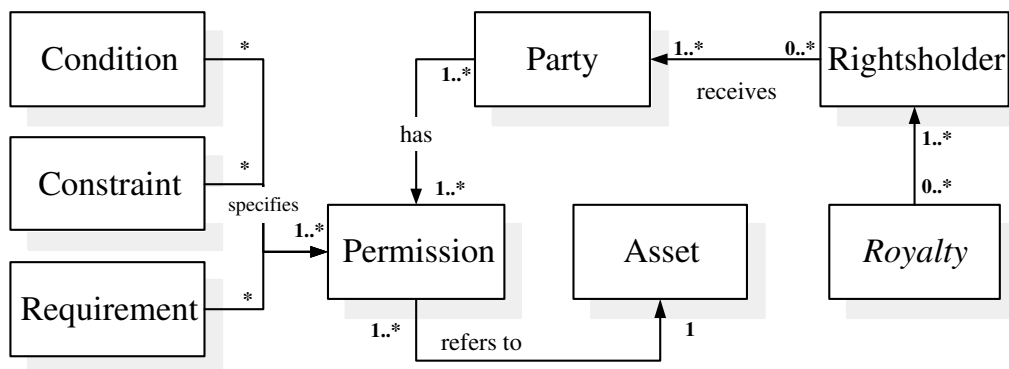 Condition
*
Constraint
*
specifies
Requirement
*
1..*
Party
1..*
has
1..*
Permission
1..*
refers to
1
Asset
1..*
receives
0..*
Rightsholder
1..*
0..*
Royalty